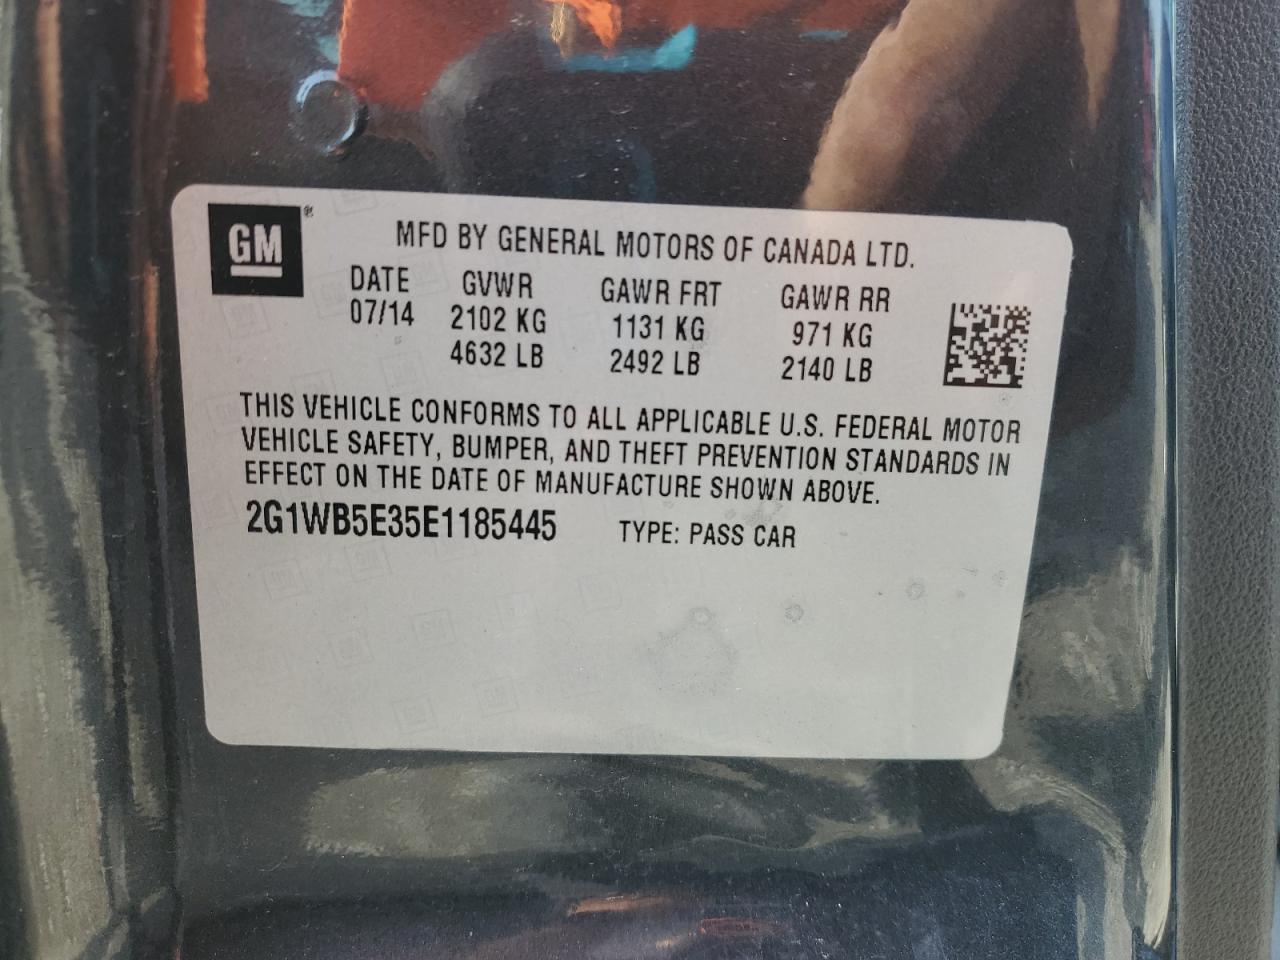 GM®
MFD BY GENERAL MOTORS OF CANADA LTD.
DATE GVWR GAWR FRT GAWR RR
07/14 2102 KG 1131 KG 971 KG
4632 LB 2492 LB 2140 LB
THIS VEHICLE CONFORMS TO ALL APPLICABLE U.S. FEDERAL MOTOR
VEHICLE SAFETY, BUMPER, AND THEFT PREVENTION STANDARDS IN
EFFECT ON THE DATE OF MANUFACTURE SHOWN ABOVE.
2G1WB5E35E1185445 TYPE: PASS CAR